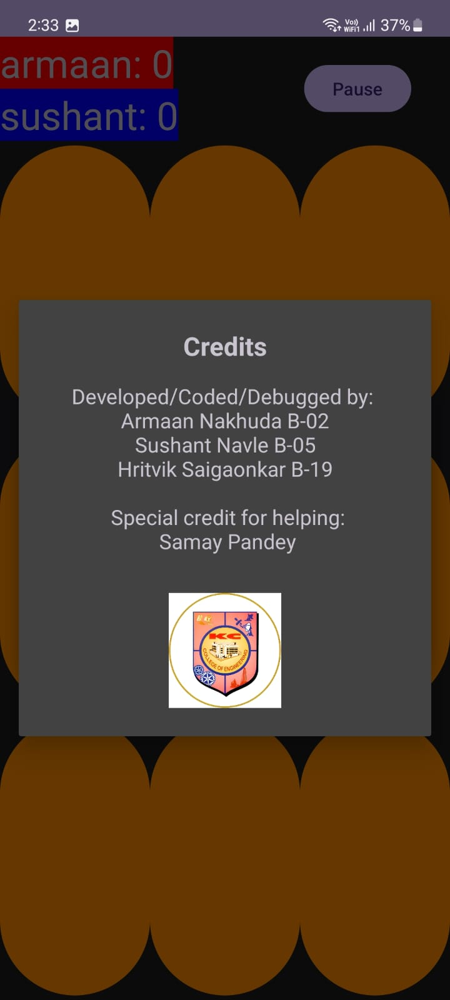 2:33
Vo))
WiFi1
37%
armaan: 0
Pause
sushant: 0
Credits
Developed/Coded/Debugged by:
Armaan Nakhuda B-02
Sushant Navle B-05
Hritvik Saigaonkar B-19
Special credit for helping:
Samay Pandey
KC
COLLEGE OF ENGINEERING